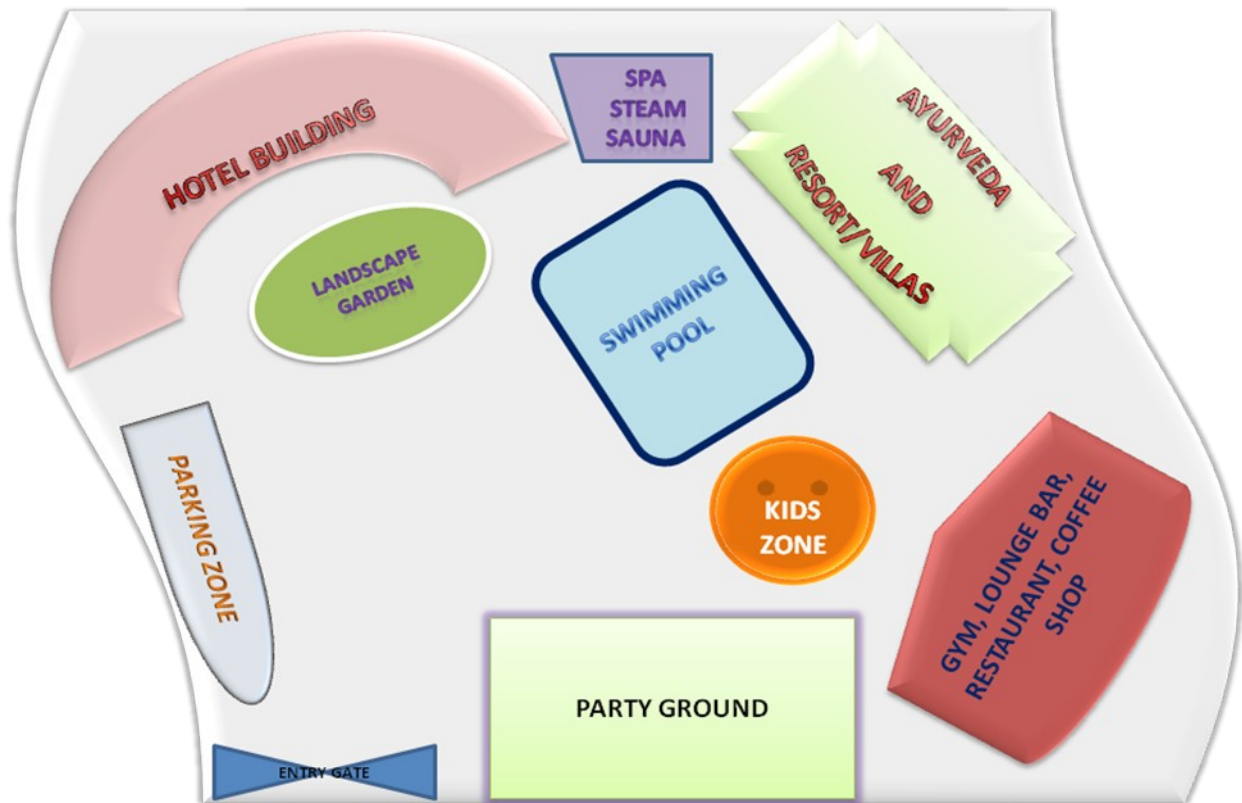 HOTEL BUILDING
SPA
STEAM
SAUNA
AYURVEDA
AND
RESORT/VILLAS
LANDSCAPE
GARDEN
SWIMMING
POOL
PARKING ZONE
KIDS
ZONE
GYM, LOUNGE BAR,
RESTAURANT, COFFEE
SHOP
PARTY GROUND
ENTRY GATE